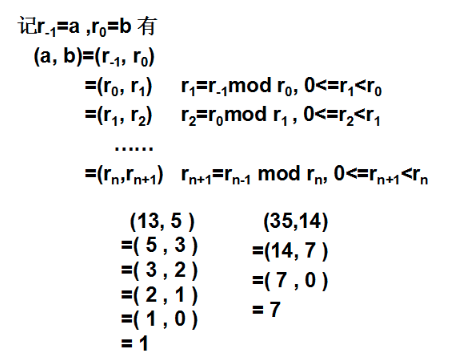 记r₋₁=a ,r₀=b 有
(a, b)=(r₋₁, r₀)
=(r₀, r₁) r₁=r₋₁mod r₀, 0<=r₁<r₀
=(r₁, r₂) r₂=r₀mod r₁ , 0<=r₂<r₁
……
=(rₙ,rₙ₊₁) rₙ₊₁=rₙ₋₁ mod rₙ, 0<=rₙ₊₁<rₙ
(13, 5 ) (35,14)
=( 5 , 3 ) =(14, 7 )
=( 3 , 2 ) =( 7 , 0 )
=( 2 , 1 ) = 7
=( 1 , 0 )
= 1